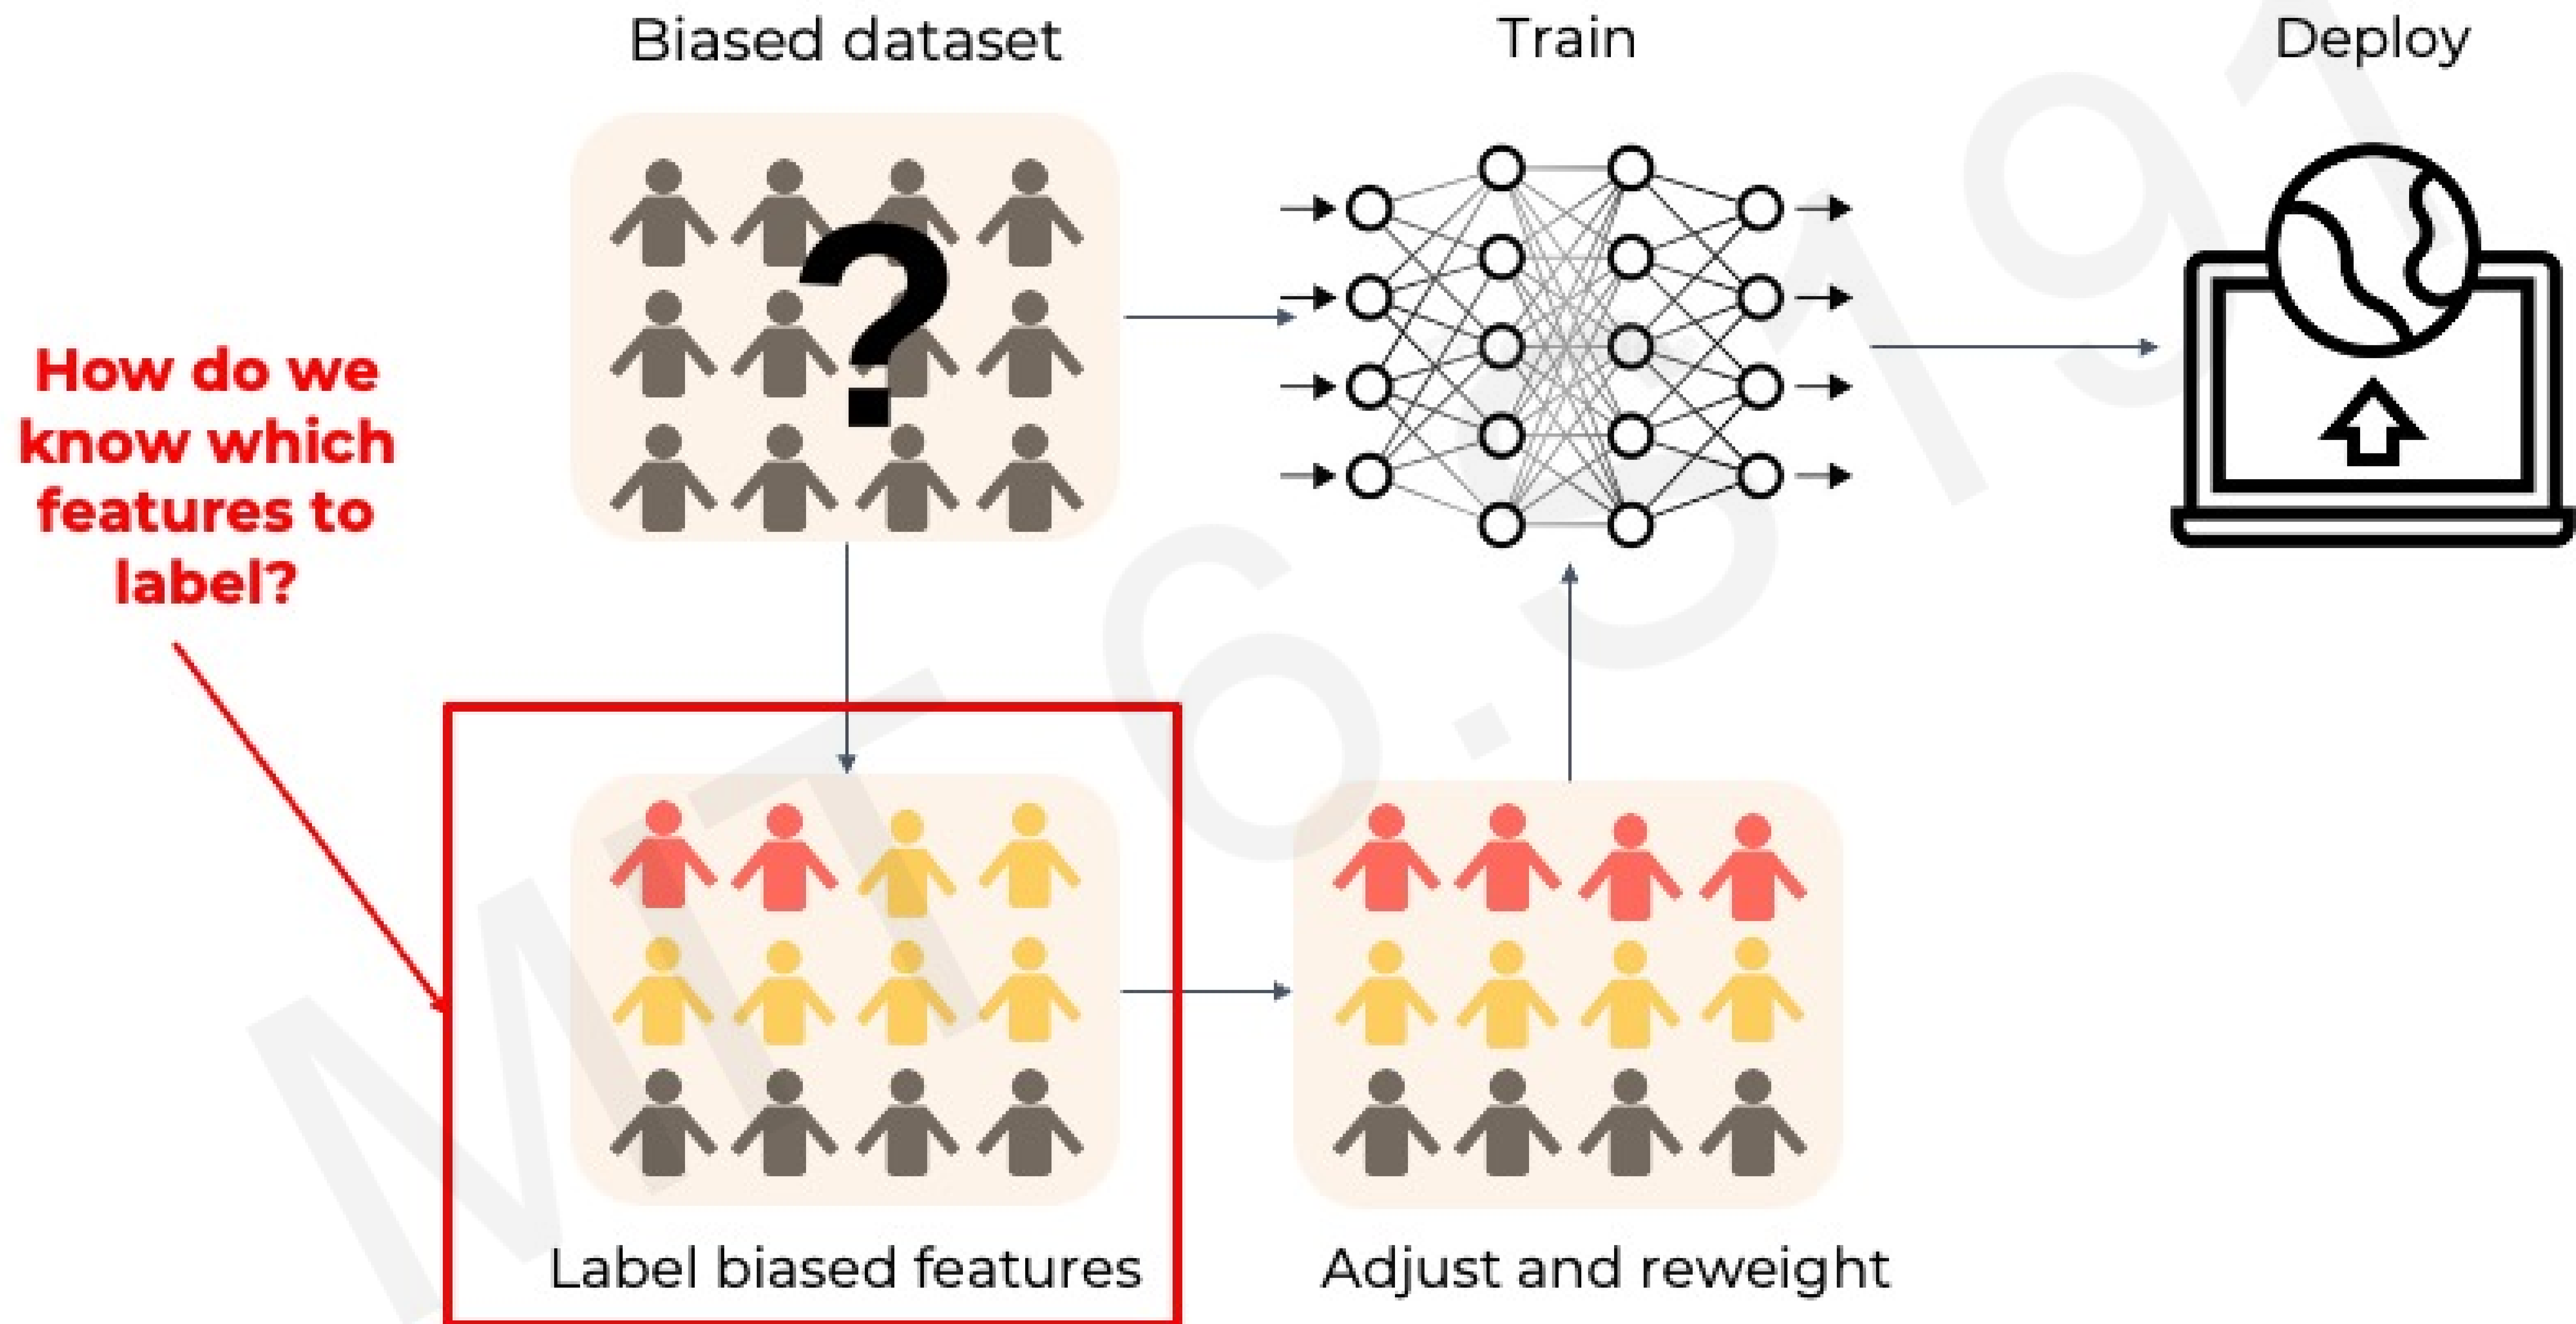 Biased dataset
Train
Deploy
?
How do we
know which
features to
label?
Label biased features
Adjust and reweight
MIT 6.S191